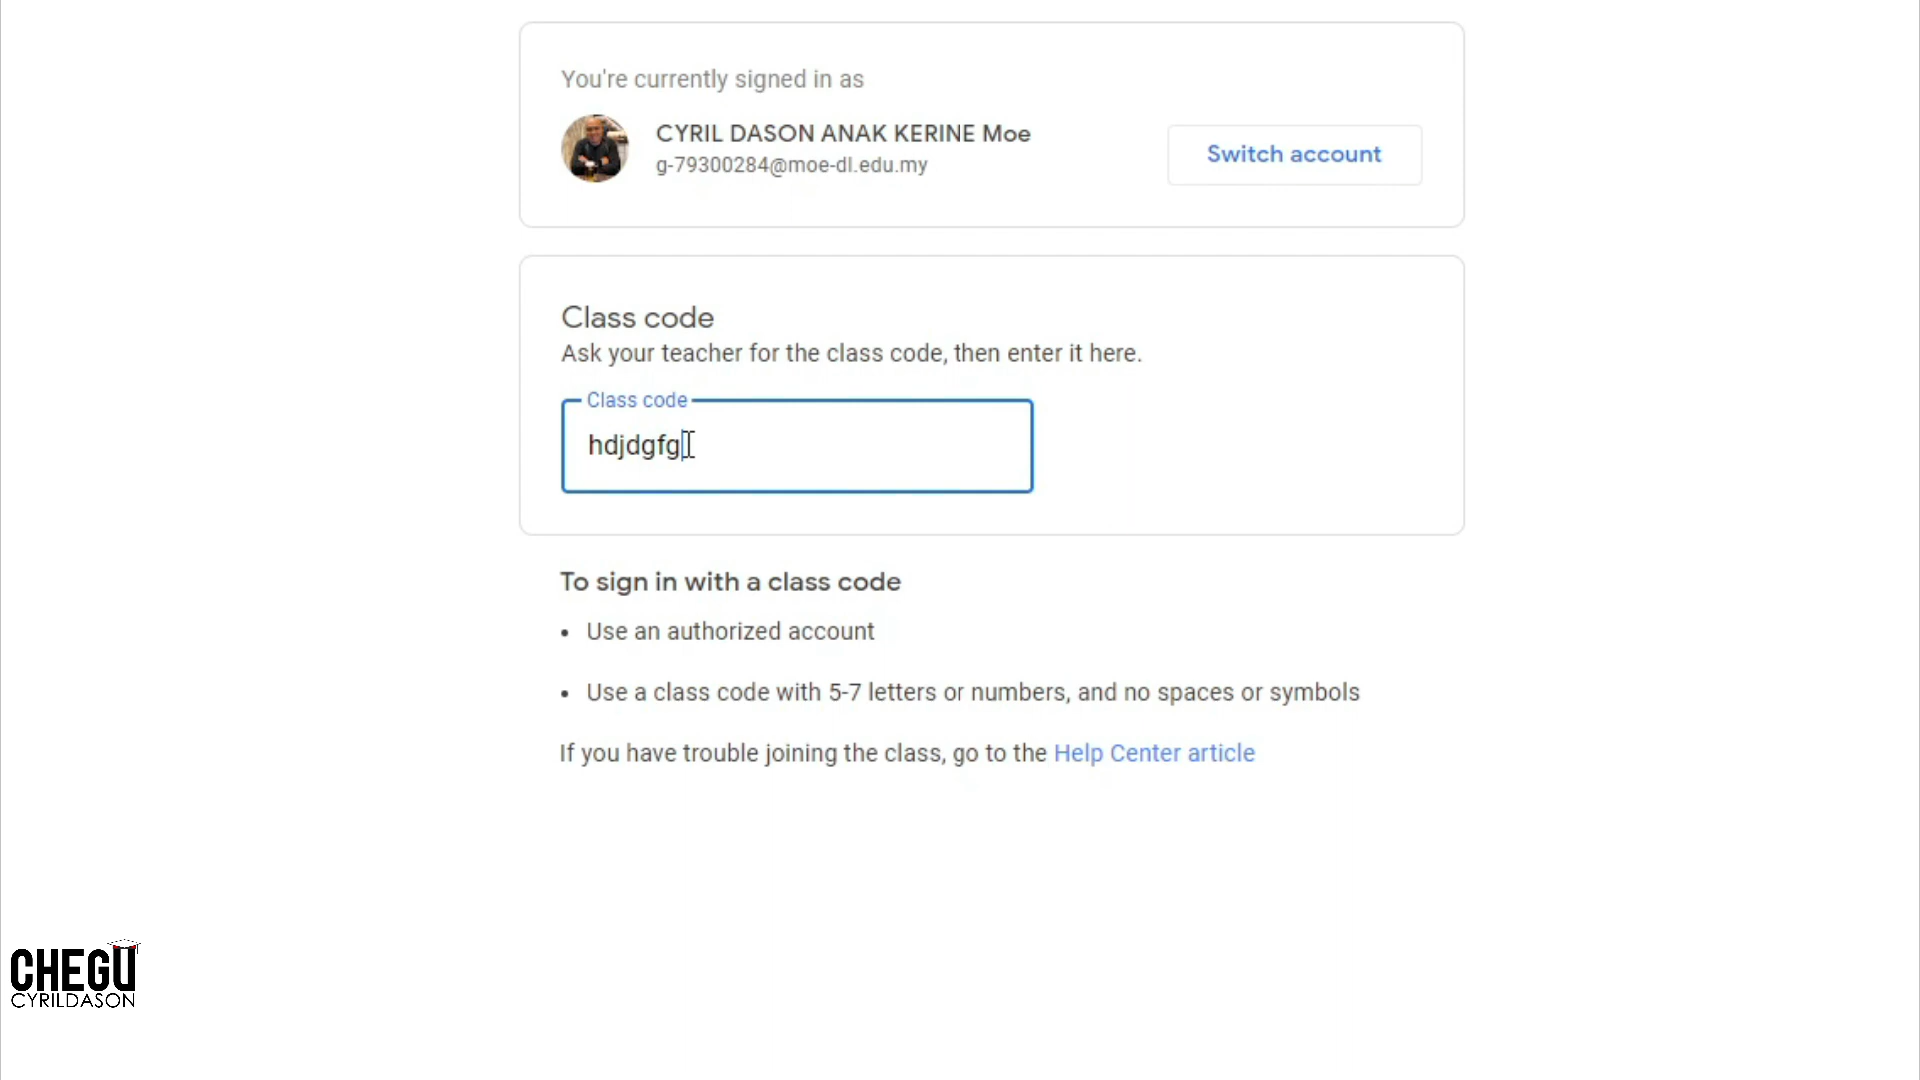 You're currently signed in as
CYRIL DASON ANAK KERINE Moe
g-79300284@moe-dl.edu.my
Switch account
Class code
Ask your teacher for the class code, then enter it here.
Class code
hdjdgfg
To sign in with a class code
• Use an authorized account
• Use a class code with 5-7 letters or numbers, and no spaces or symbols
If you have trouble joining the class, go to the Help Center article
CHEGU
CYRILDASON